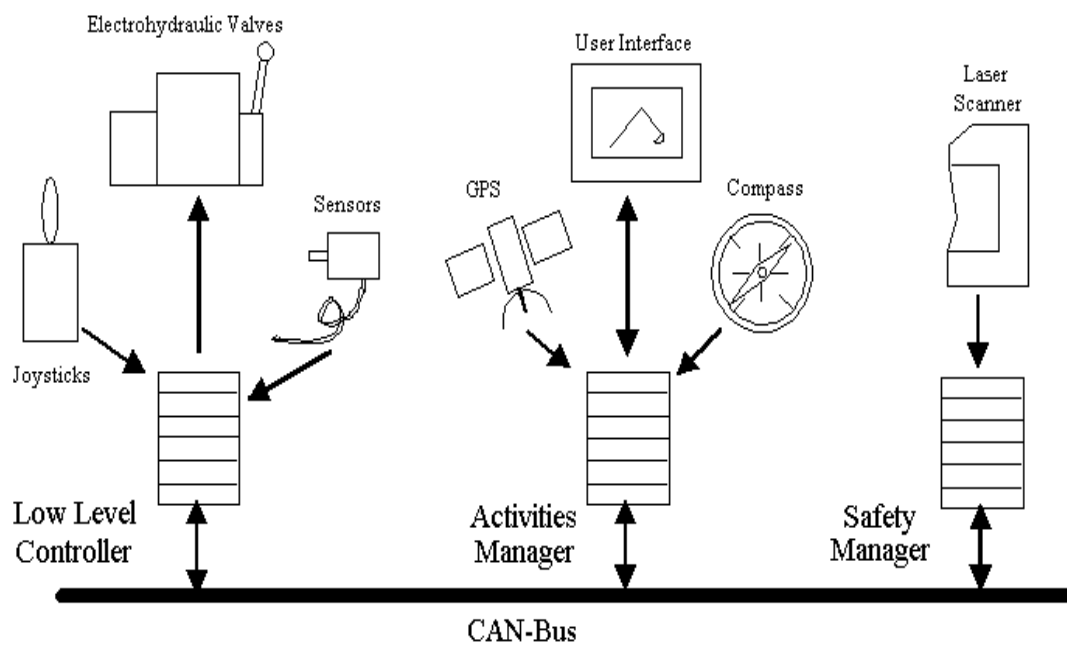 Electrohydraulic Valves
User Interface
Laser
Scanner
GPS
Compass
Sensors
Joysticks
Low Level
Controller
Activities
Manager
Safety
Manager
CAN-Bus